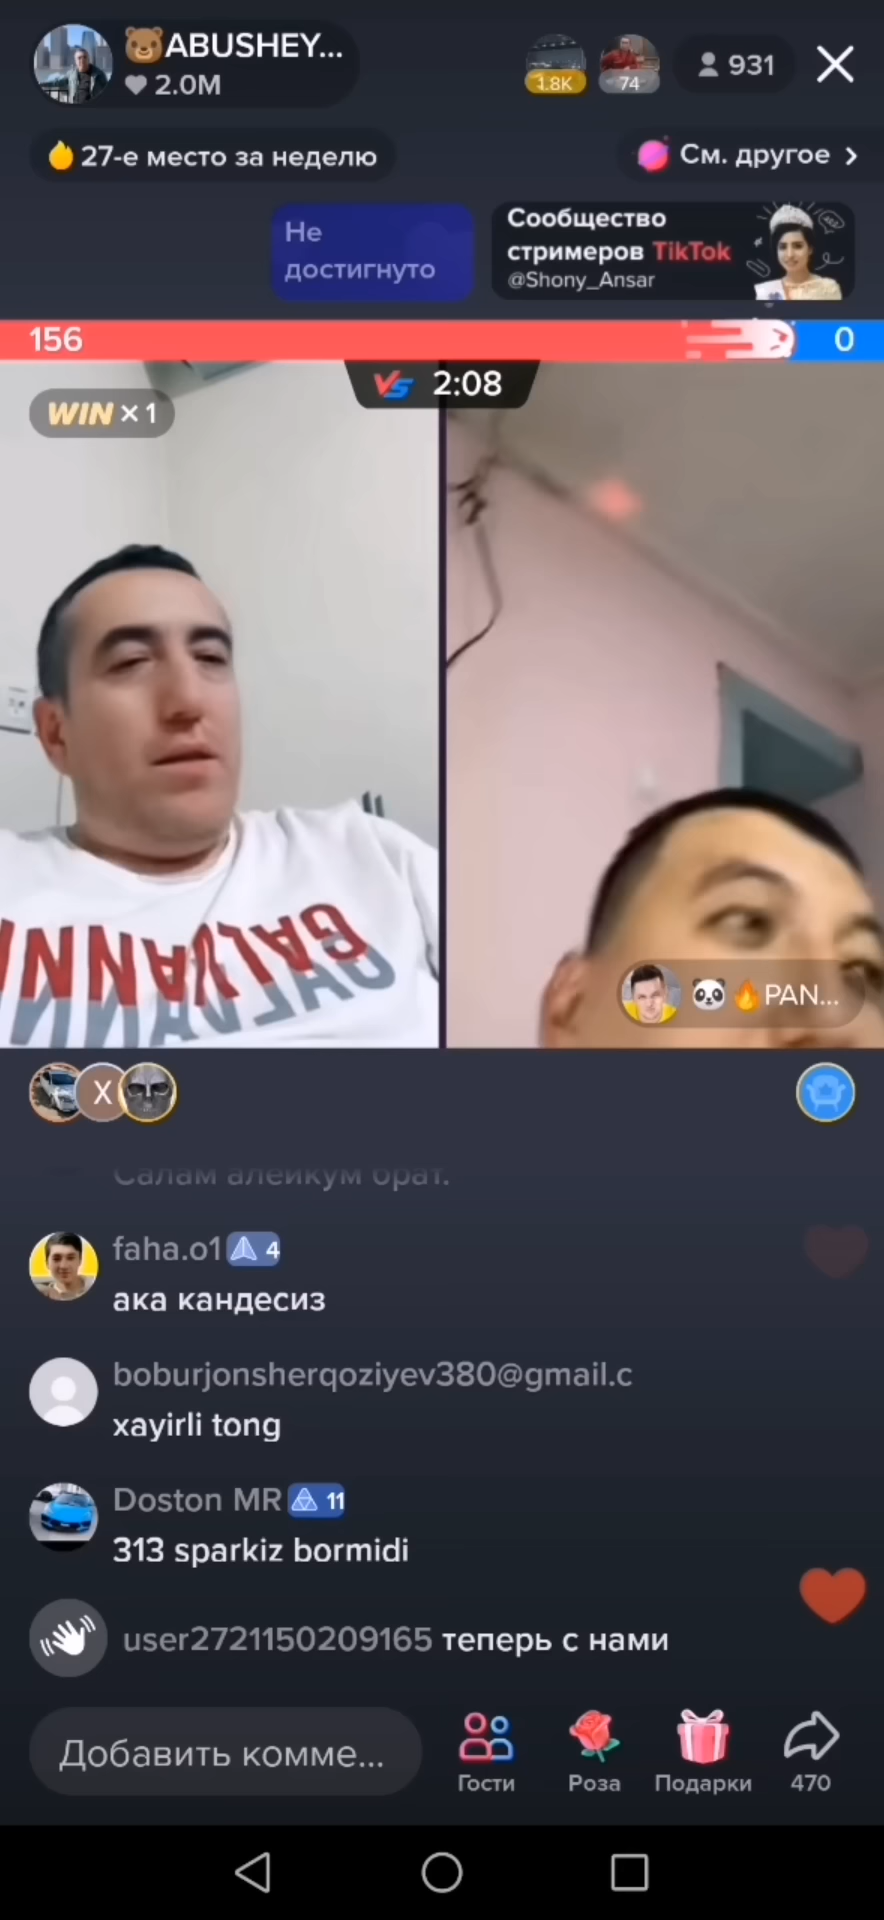 🐻ABUSHEY...
2.0M
1.8K
74
931
27-е место за неделю
См. другое
Не
достигнуто
Сообщество
стримеров TikTok
@Shony_Ansar
156
0
VS 2:08
WIN × 1
GALVANNI
🐼🔥PAN...
X
Салам алейкум брат.
faha.o1 4
ака кандесиз
boburjonsherqoziyev380@gmail.c
xayirli tong
Doston MR 11
313 sparkiz bormidi
user2721150209165 теперь с нами
Добавить комме...
Гости
Роза
Подарки
470